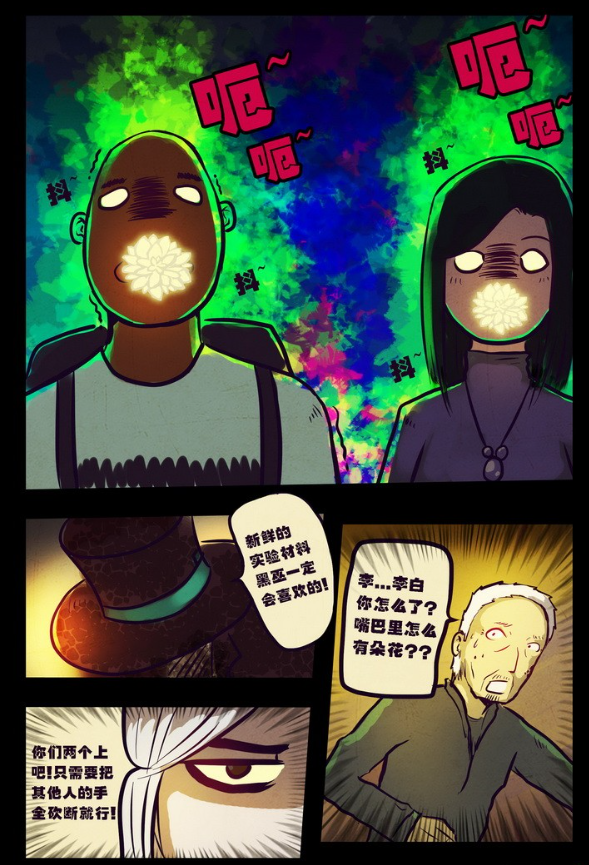 呃~
呃~
呃~
呃~
抖~
抖~
抖~
抖~
新鲜的
实验材料
黑巫一定
会喜欢的!
李...李白
你怎么了?
嘴巴里怎么
有朵花??
你们两个上
吧!只需要把
其他人的手
全砍断就行!